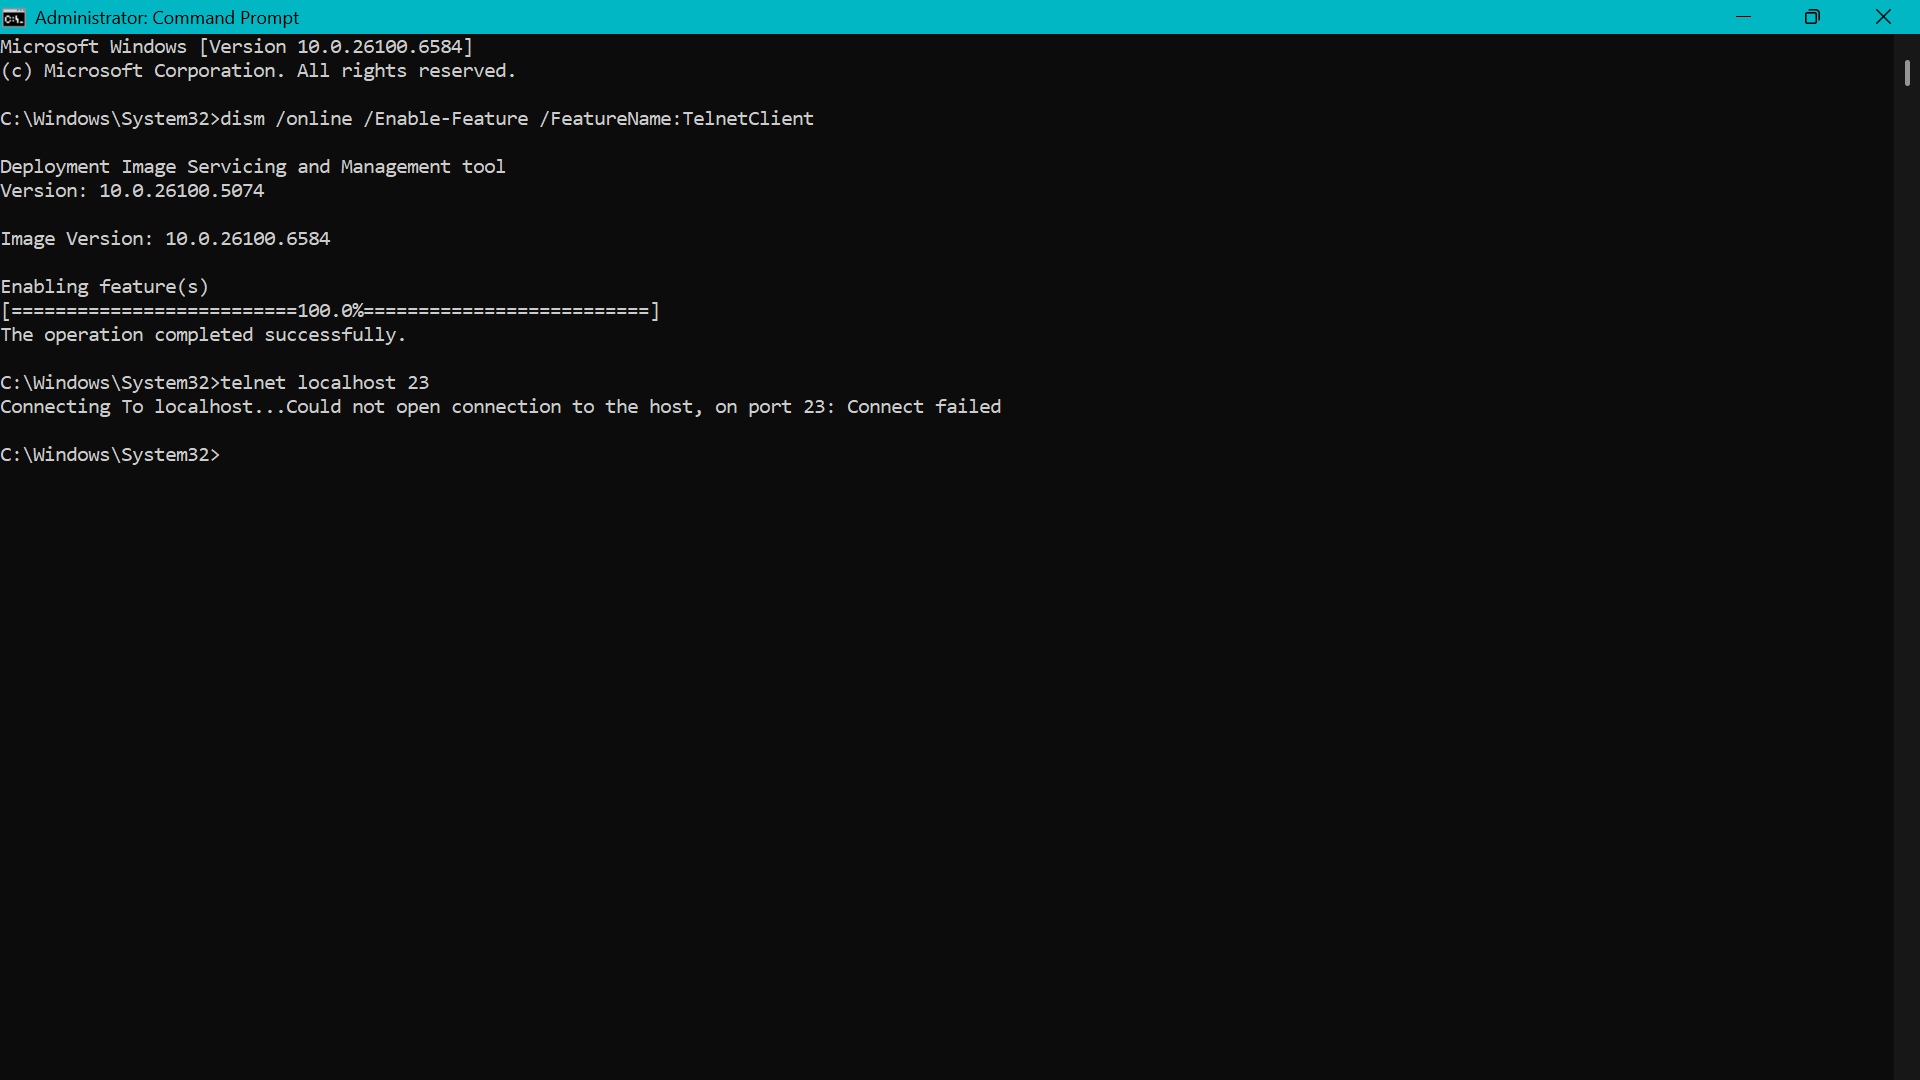 Administrator: Command Prompt
Microsoft Windows [Version 10.0.26100.6584]
(c) Microsoft Corporation. All rights reserved.
C:\Windows\System32>dism /online /Enable-Feature /FeatureName:TelnetClient
Deployment Image Servicing and Management tool
Version: 10.0.26100.5074
Image Version: 10.0.26100.6584
Enabling feature(s)
[==========================100.0%==========================]
The operation completed successfully.
C:\Windows\System32>telnet localhost 23
Connecting To localhost...Could not open connection to the host, on port 23: Connect failed
C:\Windows\System32>